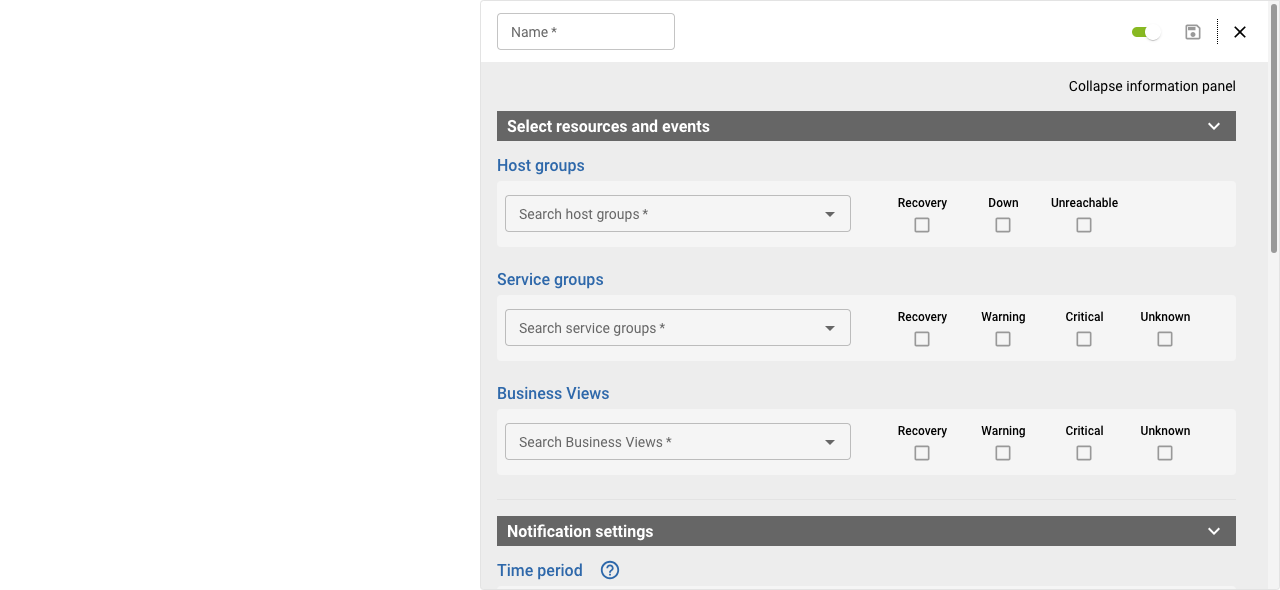 Name *
Collapse information panel
Select resources and events
Host groups
Search host groups *
Recovery
Down
Unreachable
Service groups
Search service groups *
Recovery
Warning
Critical
Unknown
Business Views
Search Business Views *
Recovery
Warning
Critical
Unknown
Notification settings
Time period